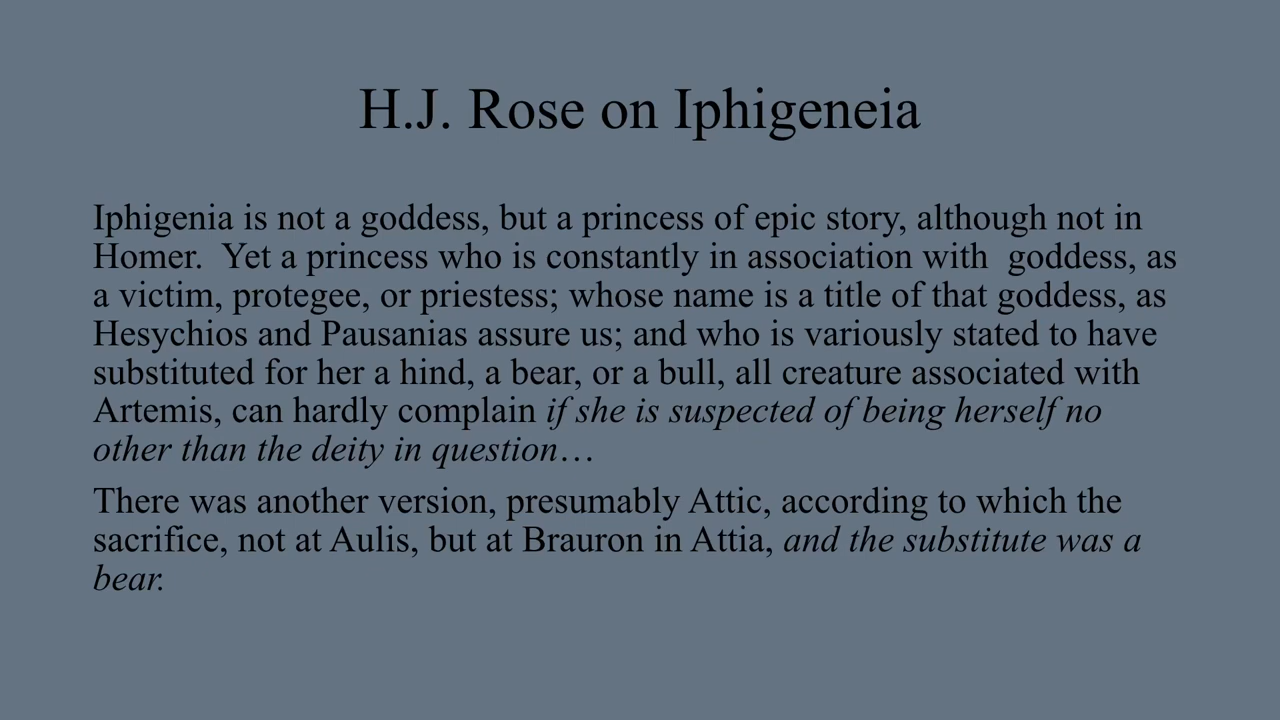 H.J. Rose on Iphigeneia
Iphigenia is not a goddess, but a princess of epic story, although not in
Homer.  Yet a princess who is constantly in association with  goddess, as
a victim, protegee, or priestess; whose name is a title of that goddess, as
Hesychios and Pausanias assure us; and who is variously stated to have
substituted for her a hind, a bear, or a bull, all creature associated with
Artemis, can hardly complain if she is suspected of being herself no
other than the deity in question…
There was another version, presumably Attic, according to which the
sacrifice, not at Aulis, but at Brauron in Attia, and the substitute was a
bear.